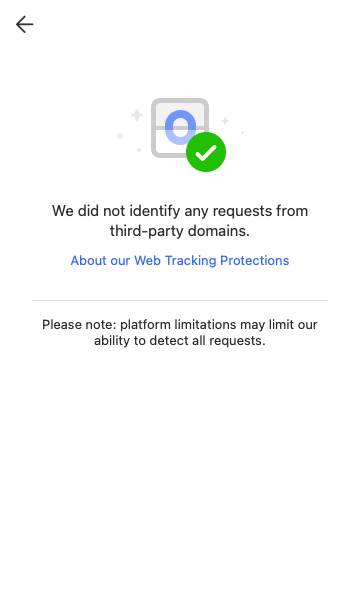 0
We did not identify any requests from
third-party domains.
About our Web Tracking Protections
Please note: platform limitations may limit our
ability to detect all requests.